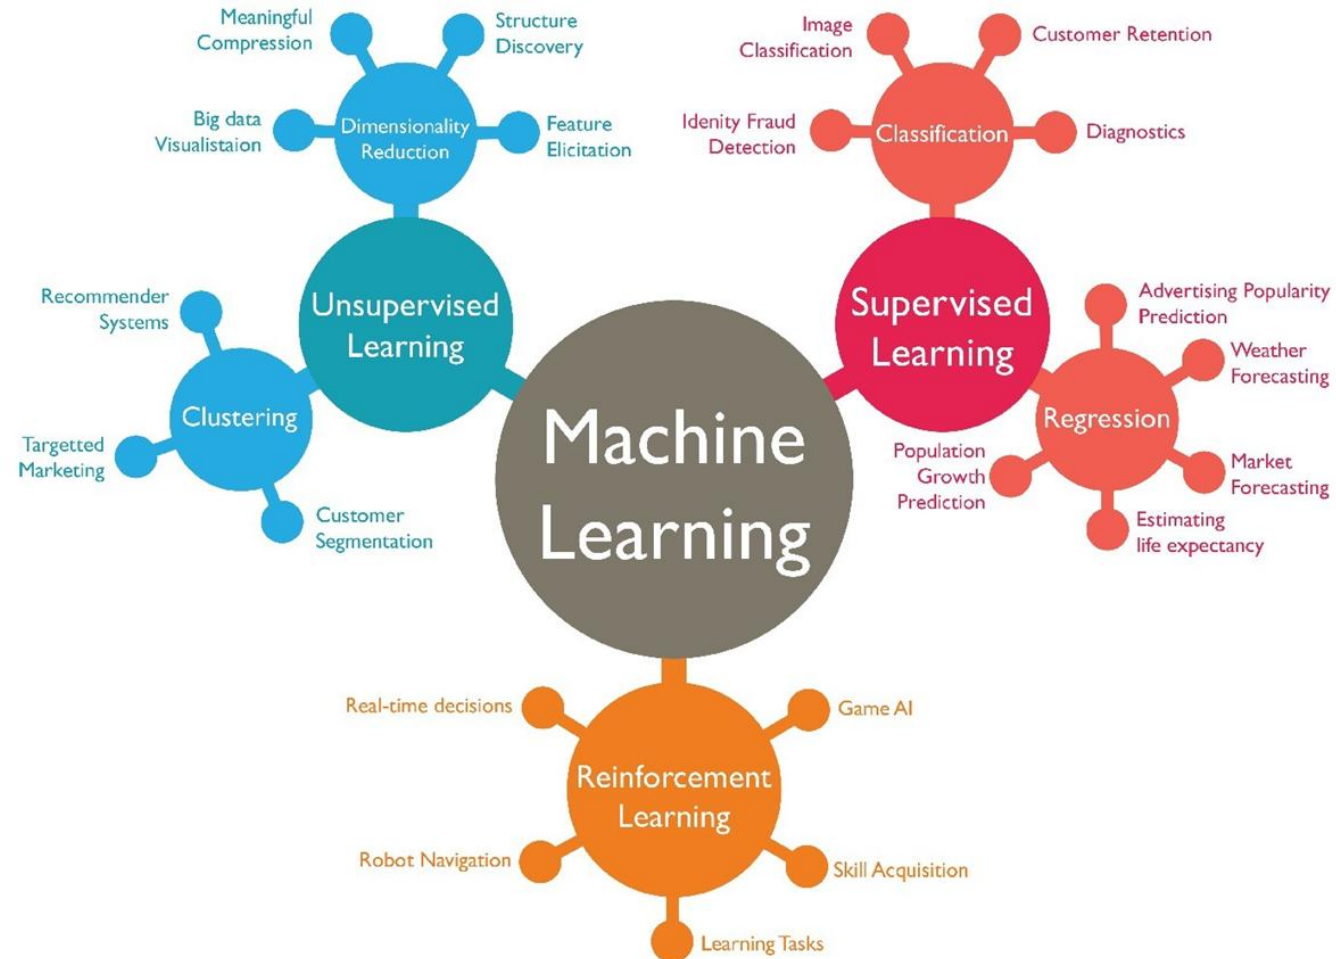 Meaningful
Compression
Structure
Discovery
Big data
Visualistaion
Dimensionality
Reduction
Feature
Elicitation
Image
Classification
Customer Retention
Idenity Fraud
Detection
Classification
Diagnostics
Recommender
Systems
Unsupervised
Learning
Clustering
Targetted
Marketing
Customer
Segmentation
Machine
Learning
Supervised
Learning
Advertising Popularity
Prediction
Weather
Forecasting
Regression
Population
Growth
Prediction
Market
Forecasting
Estimating
life expectancy
Real-time decisions
Game AI
Reinforcement
Learning
Robot Navigation
Skill Acquisition
Learning Tasks